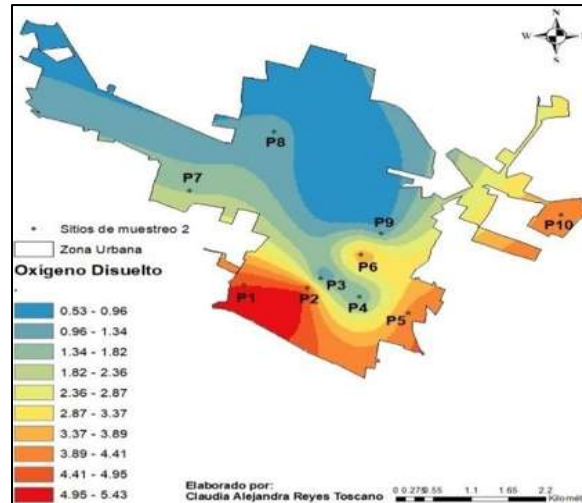 N
W
S
P8
P7
P9
P10
P6
P3
P1
P2
P4
P5
Sitios de muestreo 2
Zona Urbana
Oxigeno Disuelto
0.53 - 0.96
0.96 - 1.34
1.34 - 1.82
1.82 - 2.36
2.36 - 2.87
2.87 - 3.37
3.37 - 3.89
3.89 - 4.41
4.41 - 4.95
4.95 - 5.43
Elaborado por:
Claudia Alejandra Reyes Toscano
0 0.275 0.55 1.1 1.65 2.2